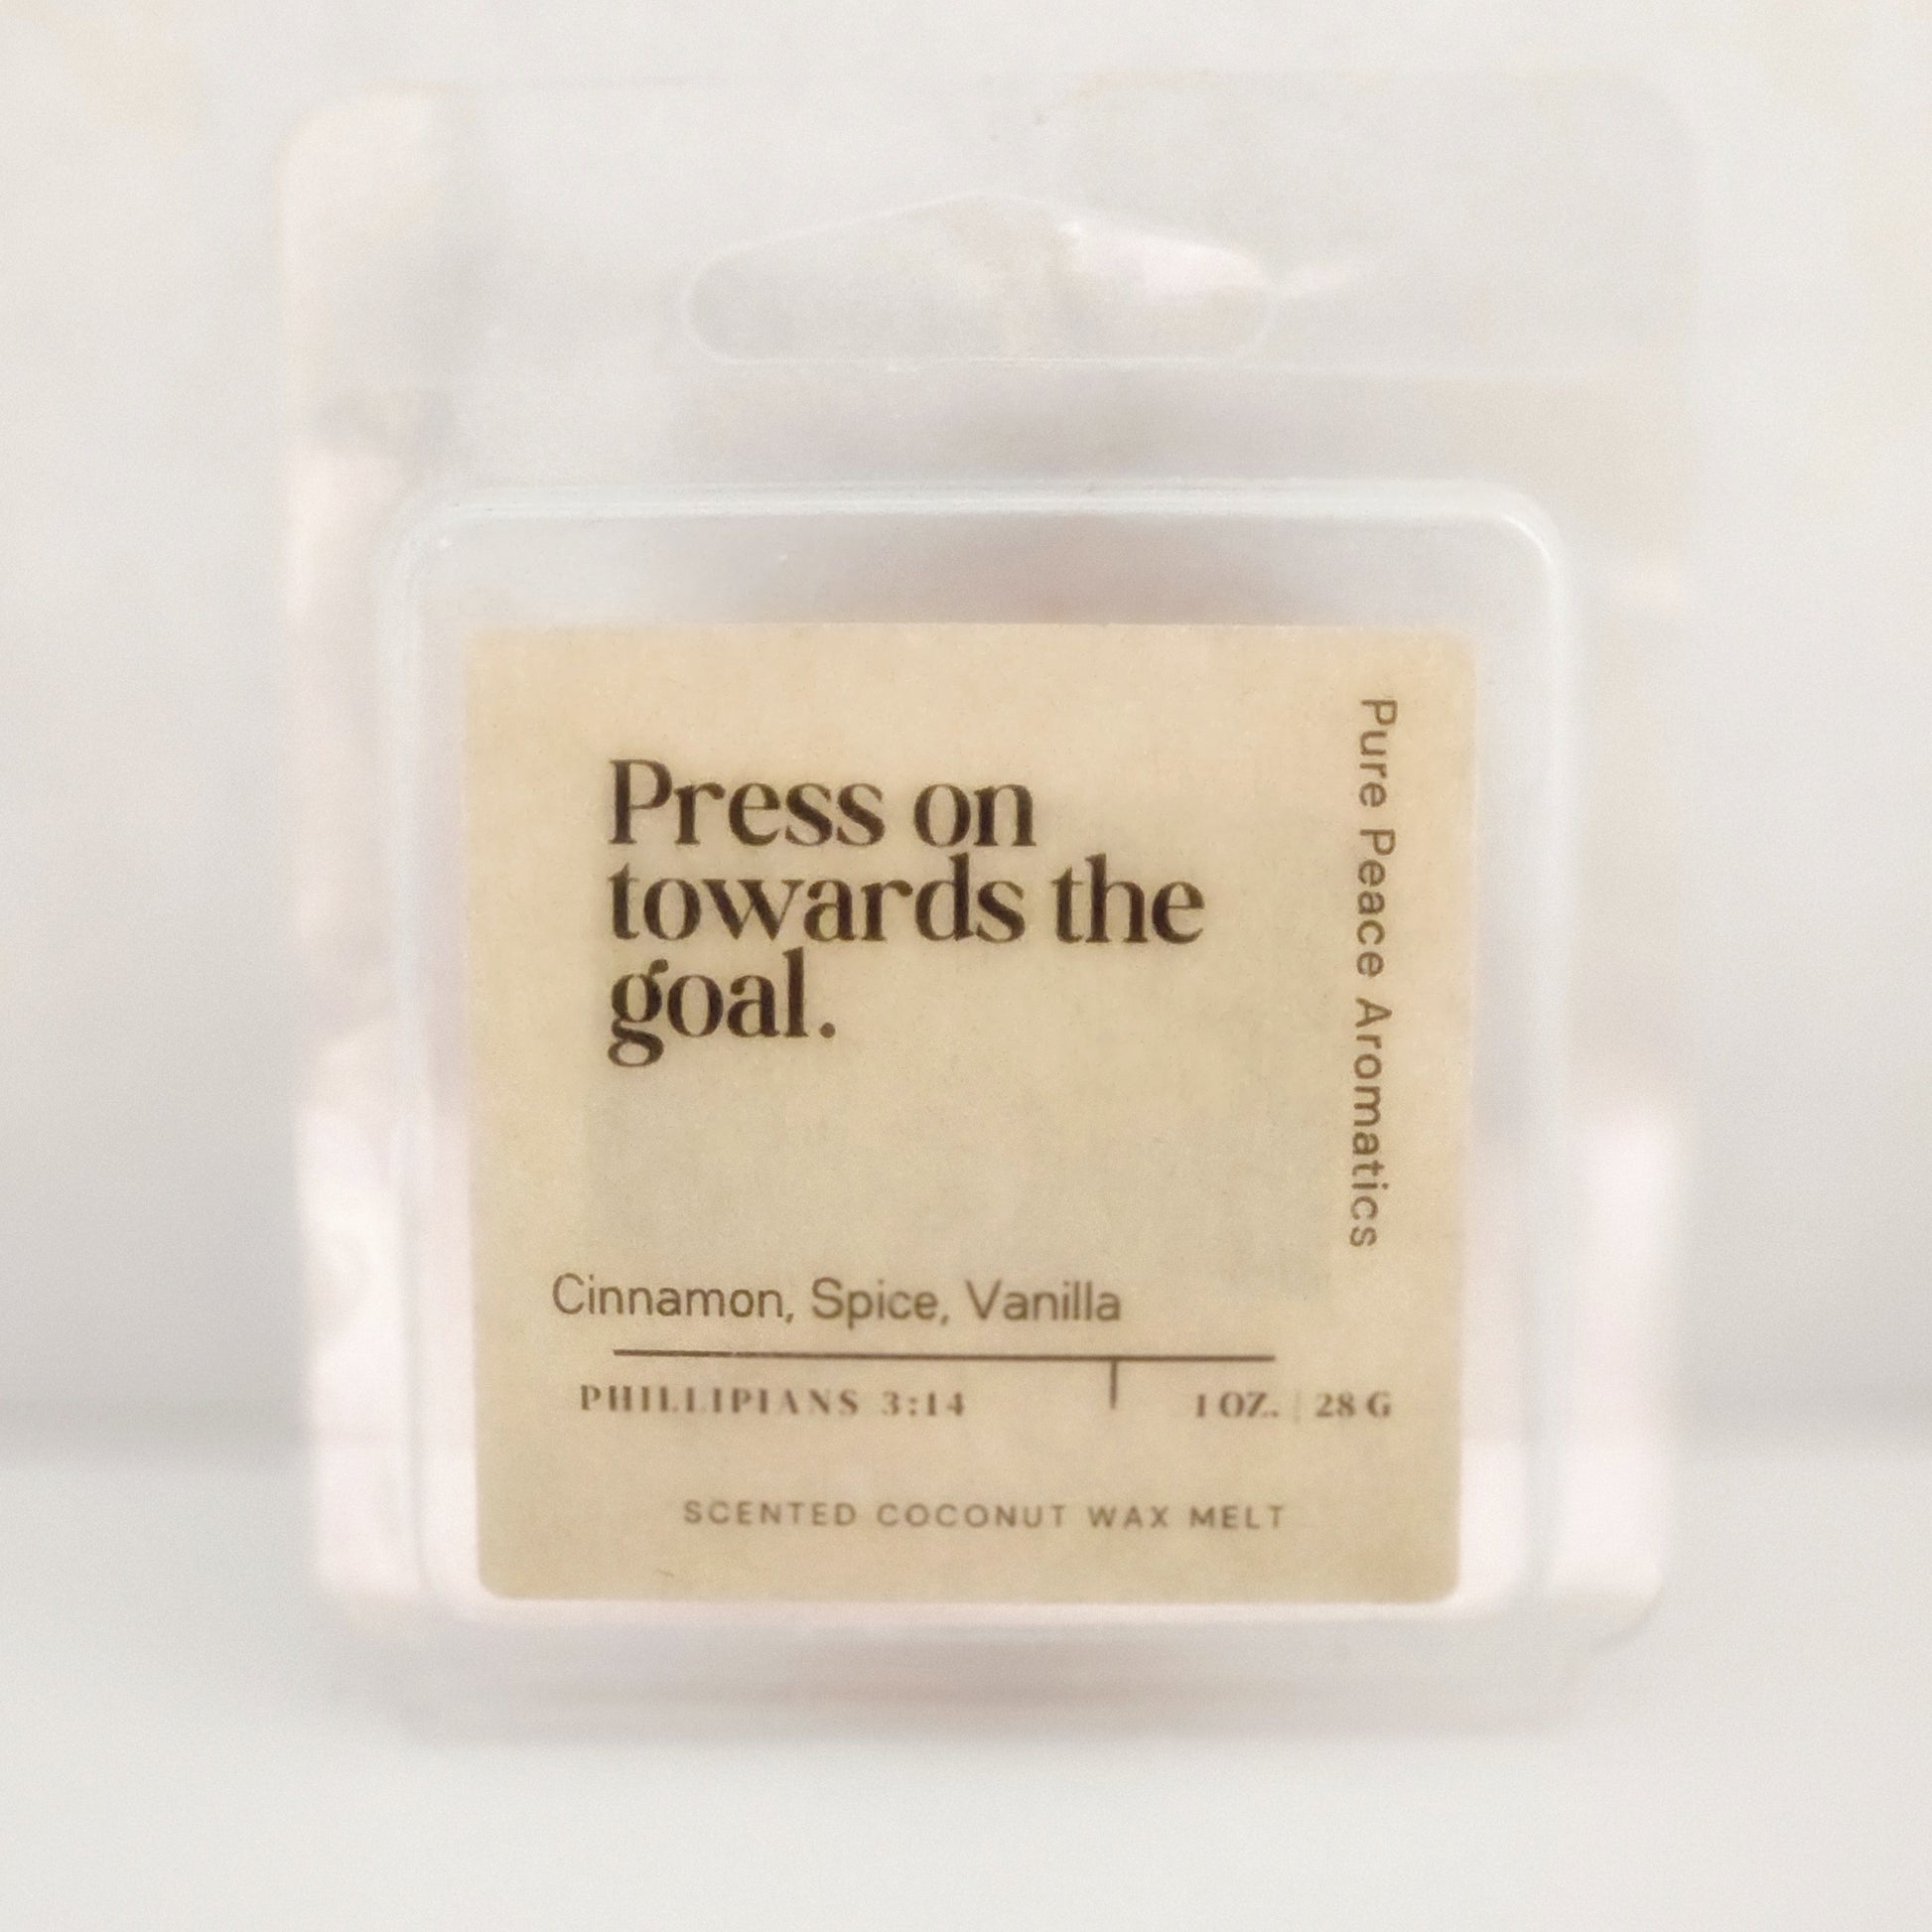 Press on
towards the
goal.
Pure Peace Aromatics
Cinnamon, Spice, Vanilla
PHILLIPIANS 3:14
1 OZ. | 28 G
SCENTED COCONUT WAX MELT